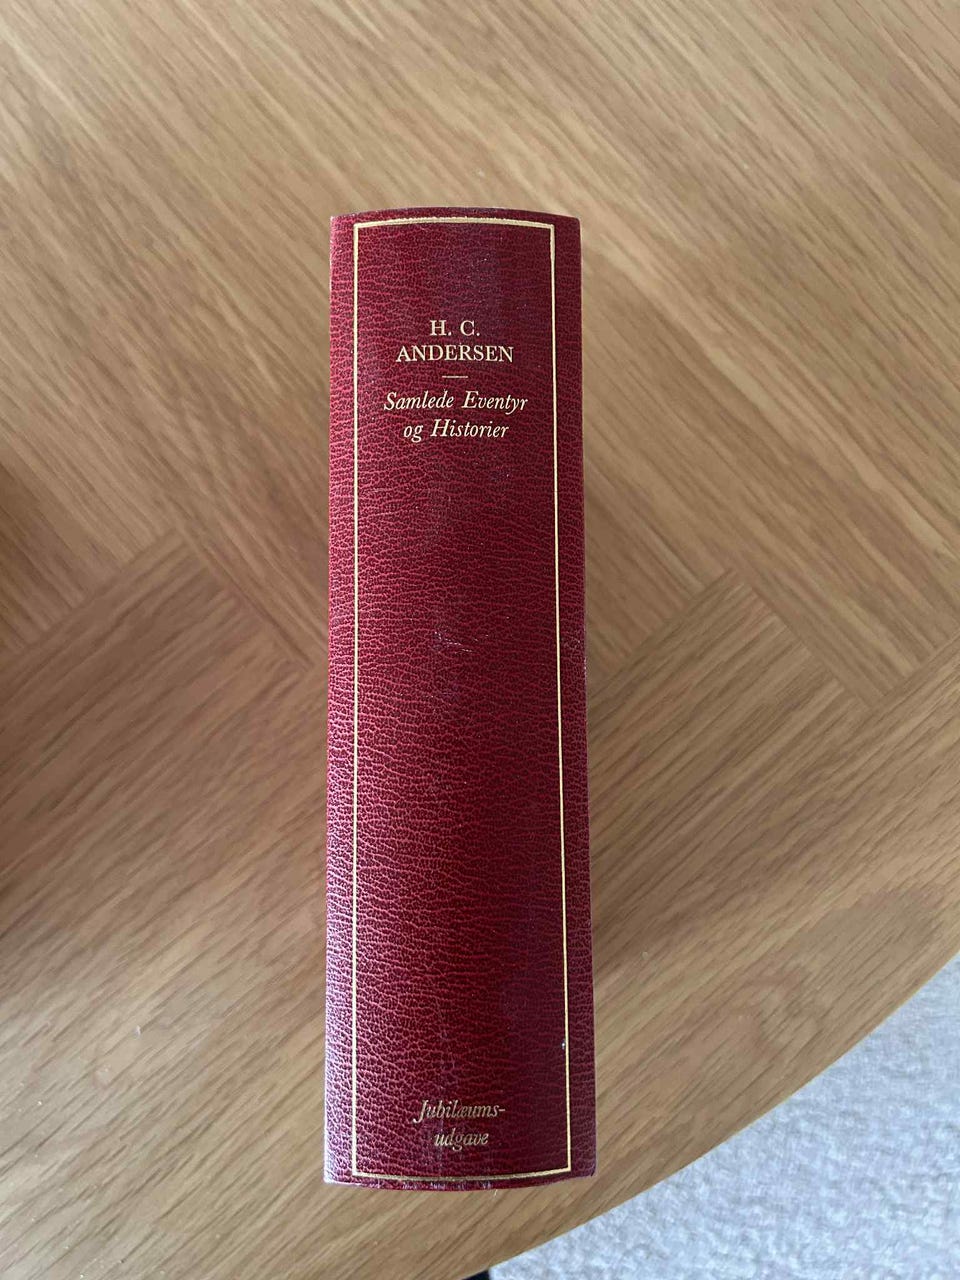 H. C.
ANDERSEN
Samlede Eventyr
og Historier
Jubilæums-
udgave